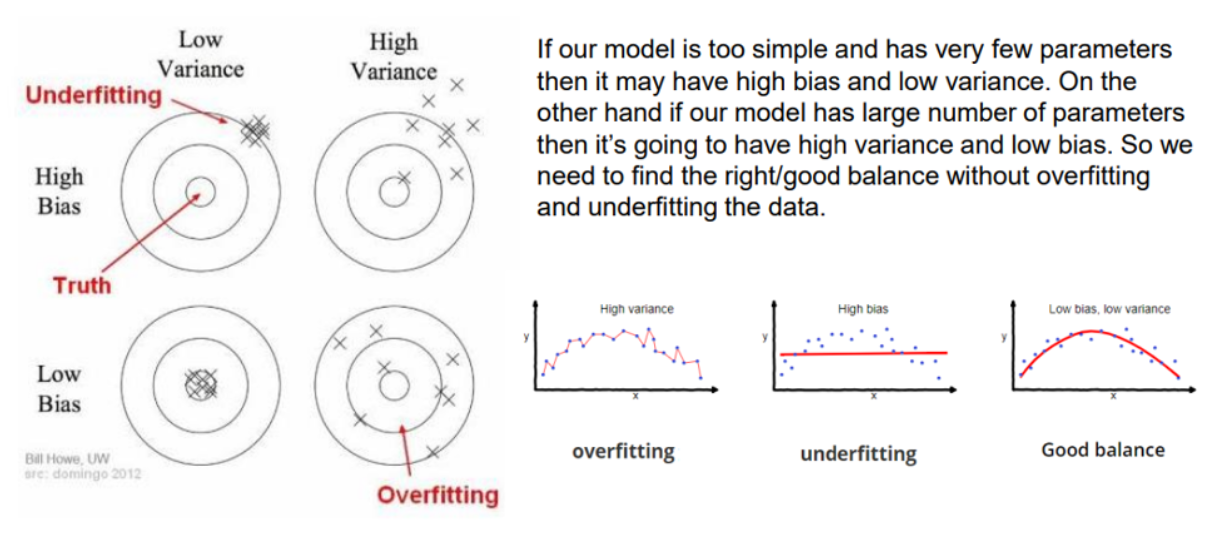 Low
Variance
High
Variance
Underfitting
High
Bias
Truth
Low
Bias
Bill Howe, UW
src: domingo 2012
Overfitting
If our model is too simple and has very few parameters
then it may have high bias and low variance. On the
other hand if our model has large number of parameters
then it’s going to have high variance and low bias. So we
need to find the right/good balance without overfitting
and underfitting the data.
High variance
y
x
overfitting
High bias
y
x
underfitting
Low bias, low variance
y
x
Good balance